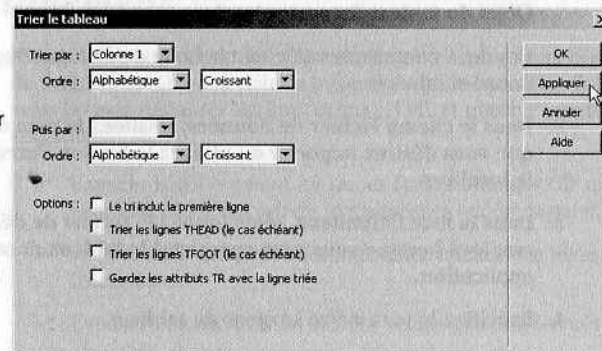 Trier le tableau
Trier par : Colonne 1
Ordre : Alphabétique Croissant
Puis par :
Ordre : Alphabétique Croissant
Options : Le tri inclut la première ligne
Trier les lignes THEAD (le cas échéant)
Trier les lignes TFOOT (le cas échéant)
Gardez les attributs TR avec la ligne triée
OK
Appliquer
Annuler
Aide